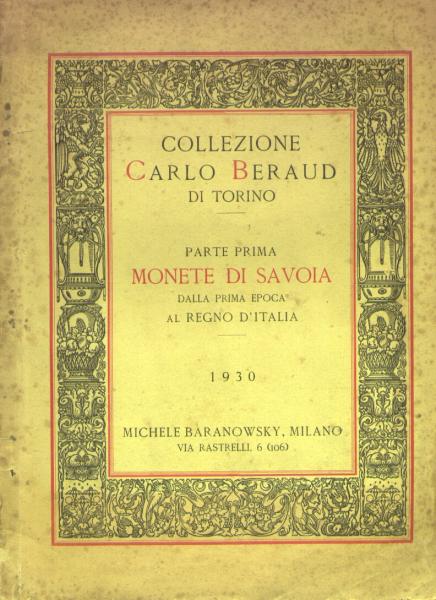 COLLEZIONE
CARLO BERAUD
DI TORINO
PARTE PRIMA
MONETE DI SAVOIA
DALLA PRIMA EPOCA
AL REGNO D'ITALIA
1930
MICHELE BARANOWSKY, MILANO
VIA RASTRELLI, 6 (106)